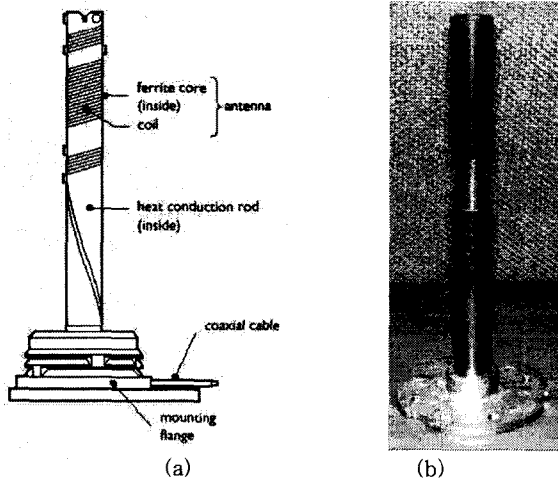 ferrite core
(inside)
coil
antenna
heat conduction rod
(inside)
coaxial cable
mounting
flange
(a)
(b)